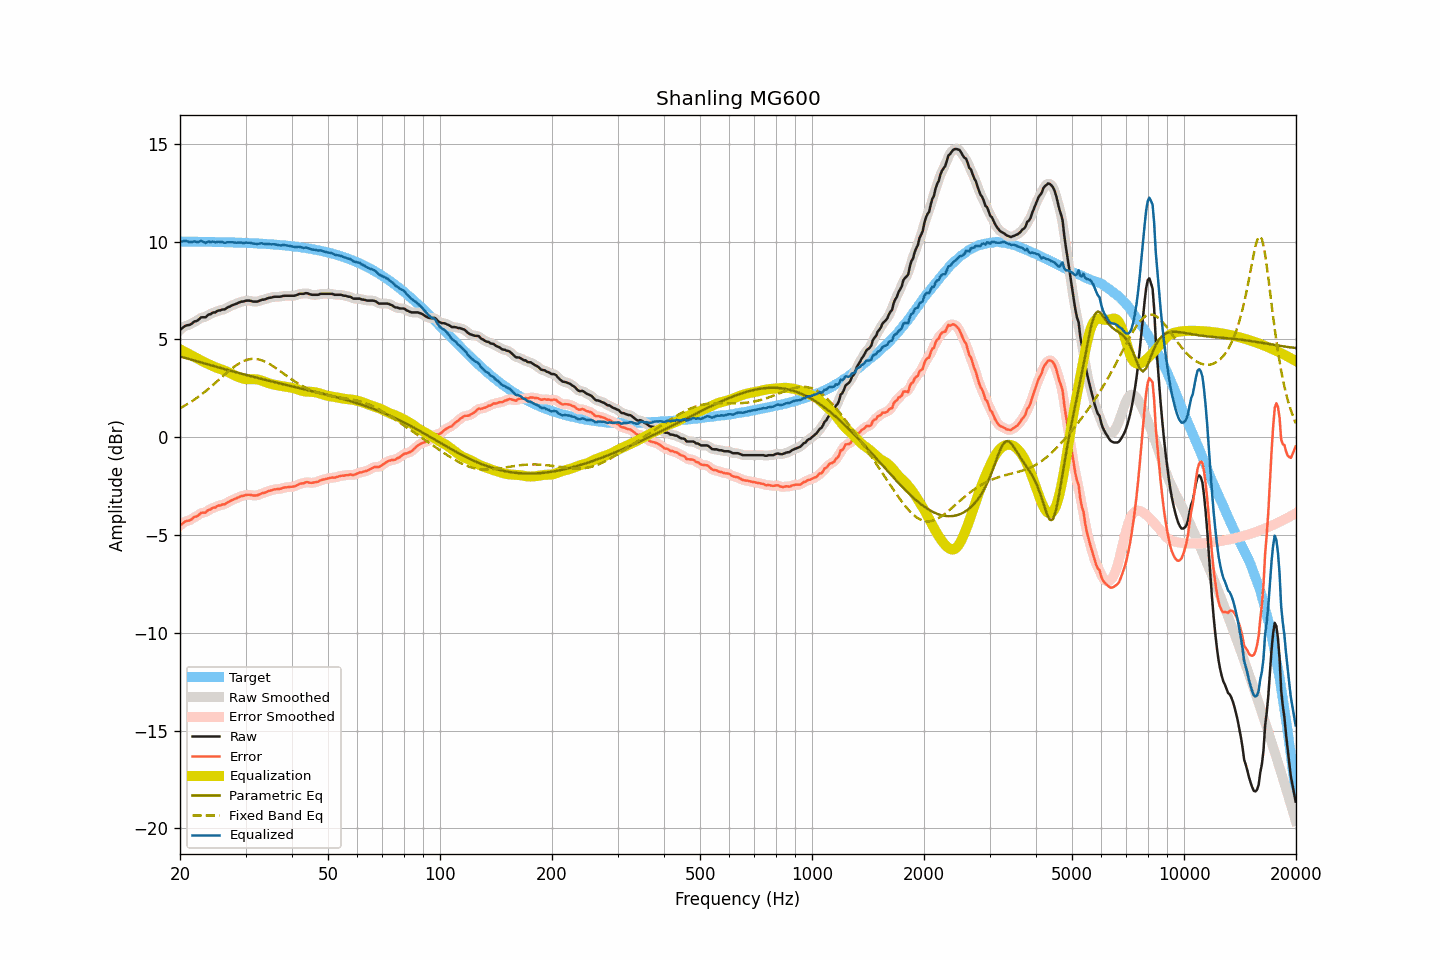 Shanling MG600
15
10
5
0
−5
−10
−15
−20
Amplitude (dBr)
Target
Raw Smoothed
Error Smoothed
Raw
Error
Equalization
Parametric Eq
Fixed Band Eq
Equalized
20 50 100 200 500 1000 2000 5000 10000 20000
Frequency (Hz)